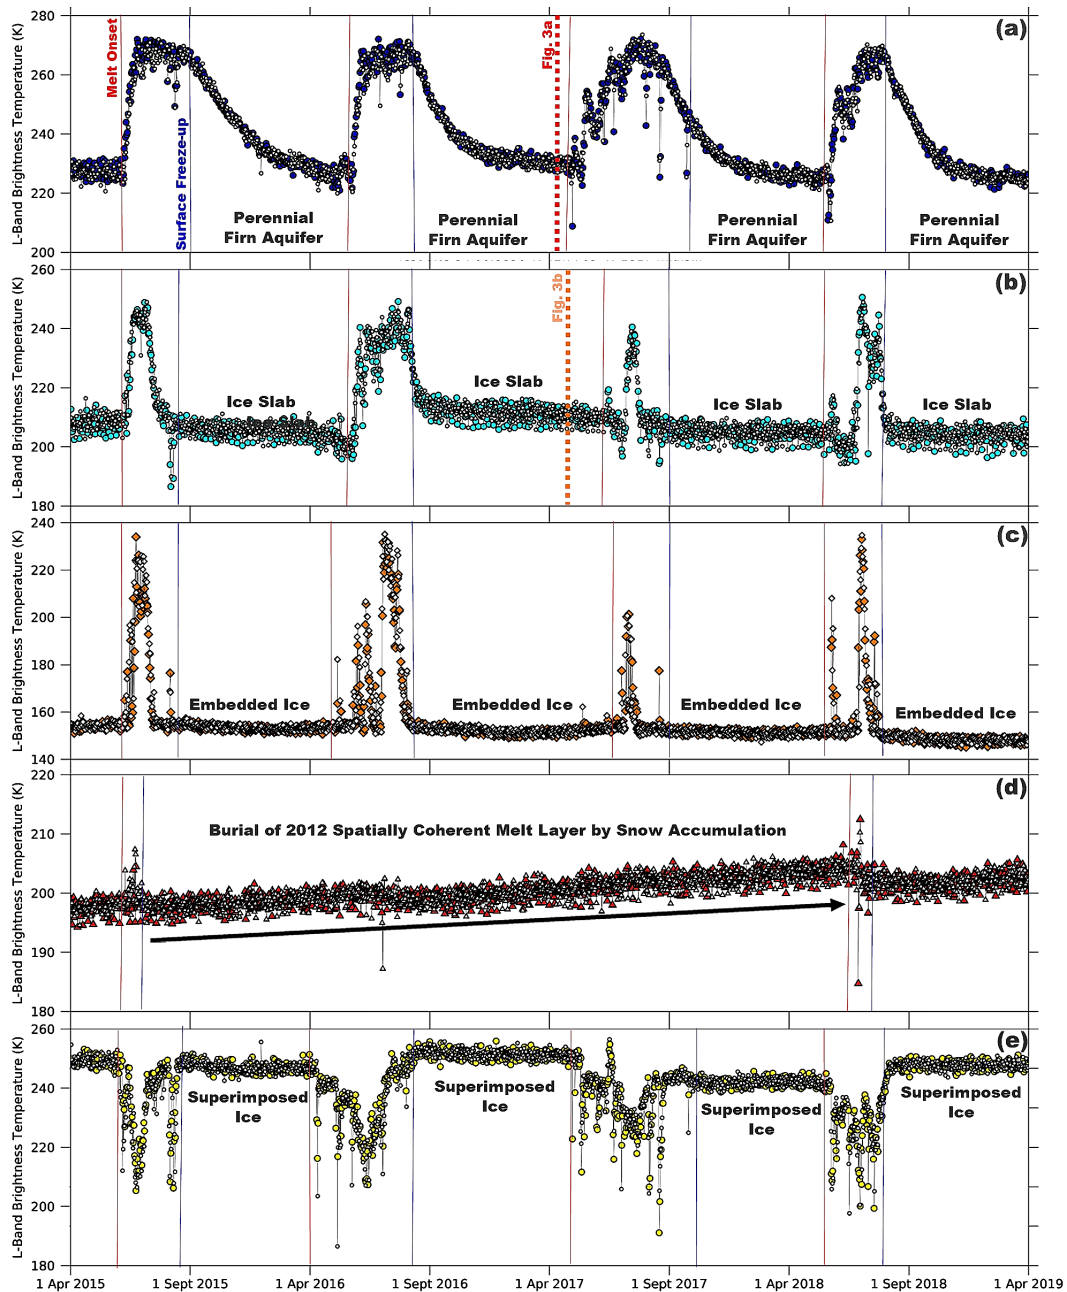 L-Band Brightness Temperature (K)
280
260
240
220
200
Melt Onset
Surface Freeze-up
Fig. 3a
(a)
Perennial
Firn Aquifer
Perennial
Firn Aquifer
Perennial
Firn Aquifer
Perennial
Firn Aquifer
L-Band Brightness Temperature (K)
260
240
220
200
180
Fig. 3b
(b)
Ice Slab
Ice Slab
Ice Slab
Ice Slab
L-Band Brightness Temperature (K)
240
220
200
180
160
140
(c)
Embedded Ice
Embedded Ice
Embedded Ice
Embedded Ice
L-Band Brightness Temperature (K)
220
210
200
190
180
(d)
Burial of 2012 Spatially Coherent Melt Layer by Snow Accumulation
L-Band Brightness Temperature (K)
260
240
220
200
180
(e)
Superimposed
Ice
Superimposed
Ice
Superimposed
Ice
Superimposed
Ice
1 Apr 2015
1 Sept 2015
1 Apr 2016
1 Sept 2016
1 Apr 2017
1 Sept 2017
1 Apr 2018
1 Sept 2018
1 Apr 2019